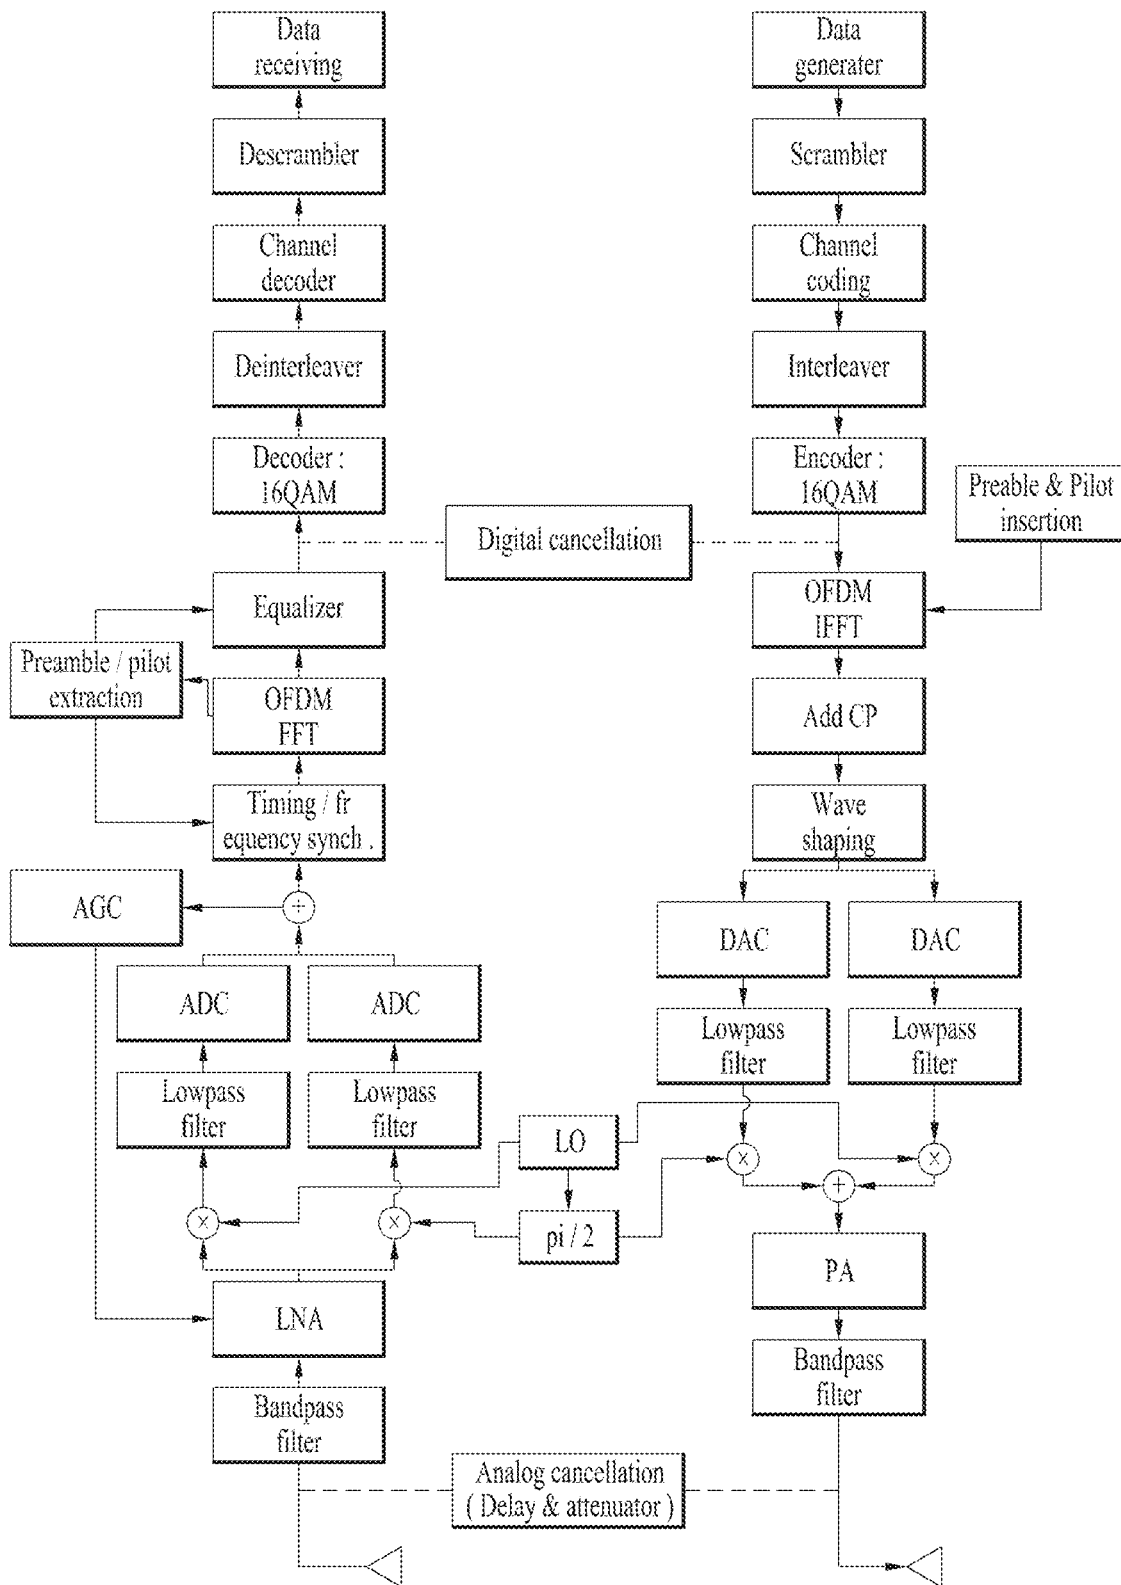 Data
receiving
Data
generater
Descrambler
Scrambler
Channel
decoder
Channel
coding
Deinterleaver
Interleaver
Decoder :
16QAM
Encoder :
16QAM
Preable & Pilot
insertion
Digital cancellation
Equalizer
OFDM
IFFT
Preamble / pilot
extraction
OFDM
FFT
Add CP
Timing / fr
equency synch .
Wave
shaping
AGC
+
DAC
DAC
ADC
ADC
Lowpass
filter
Lowpass
filter
Lowpass
filter
Lowpass
filter
LO
X
X
+
X
X
pi / 2
PA
LNA
Bandpass
filter
Bandpass
filter
Analog cancellation
( Delay & attenuator )